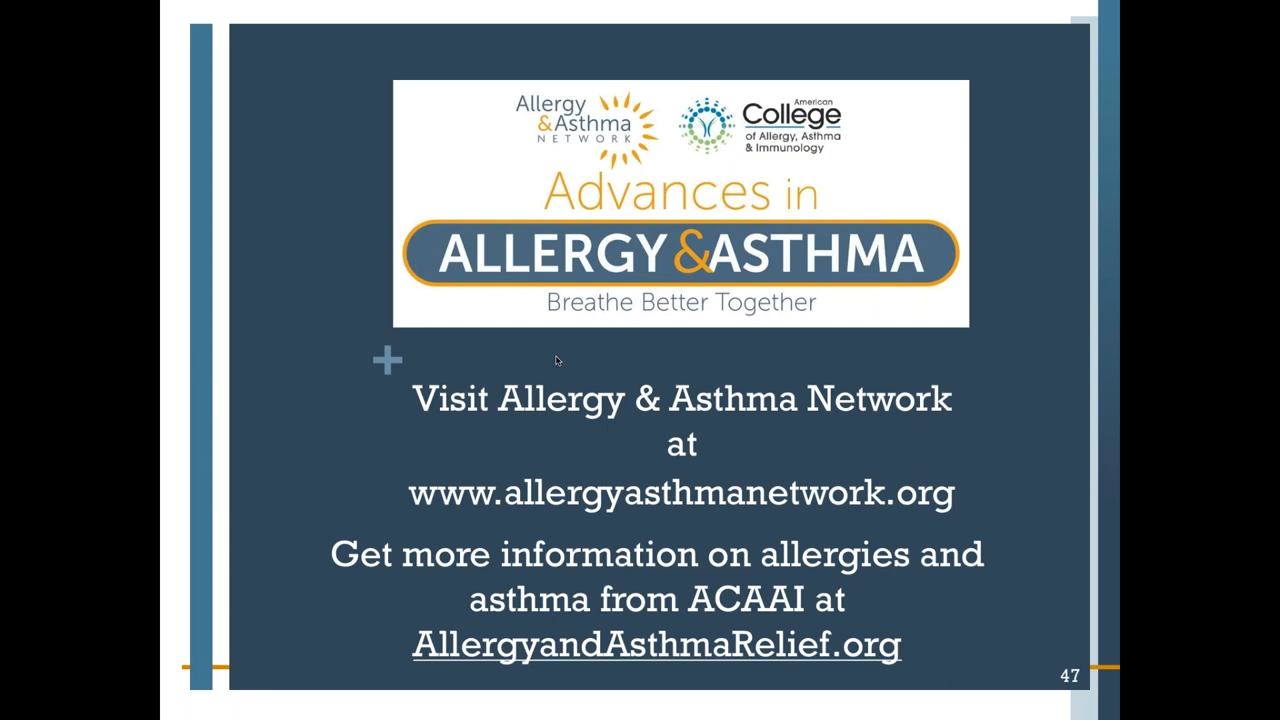 Allergy
&Asthma
NETWORK
American
College
of Allergy, Asthma
& Immunology
Advances in
ALLERGY&ASTHMA
Breathe Better Together
+
Visit Allergy & Asthma Network
at
www.allergyasthmanetwork.org
Get more information on allergies and
asthma from ACAAI at
AllergyandAsthmaRelief.org
47